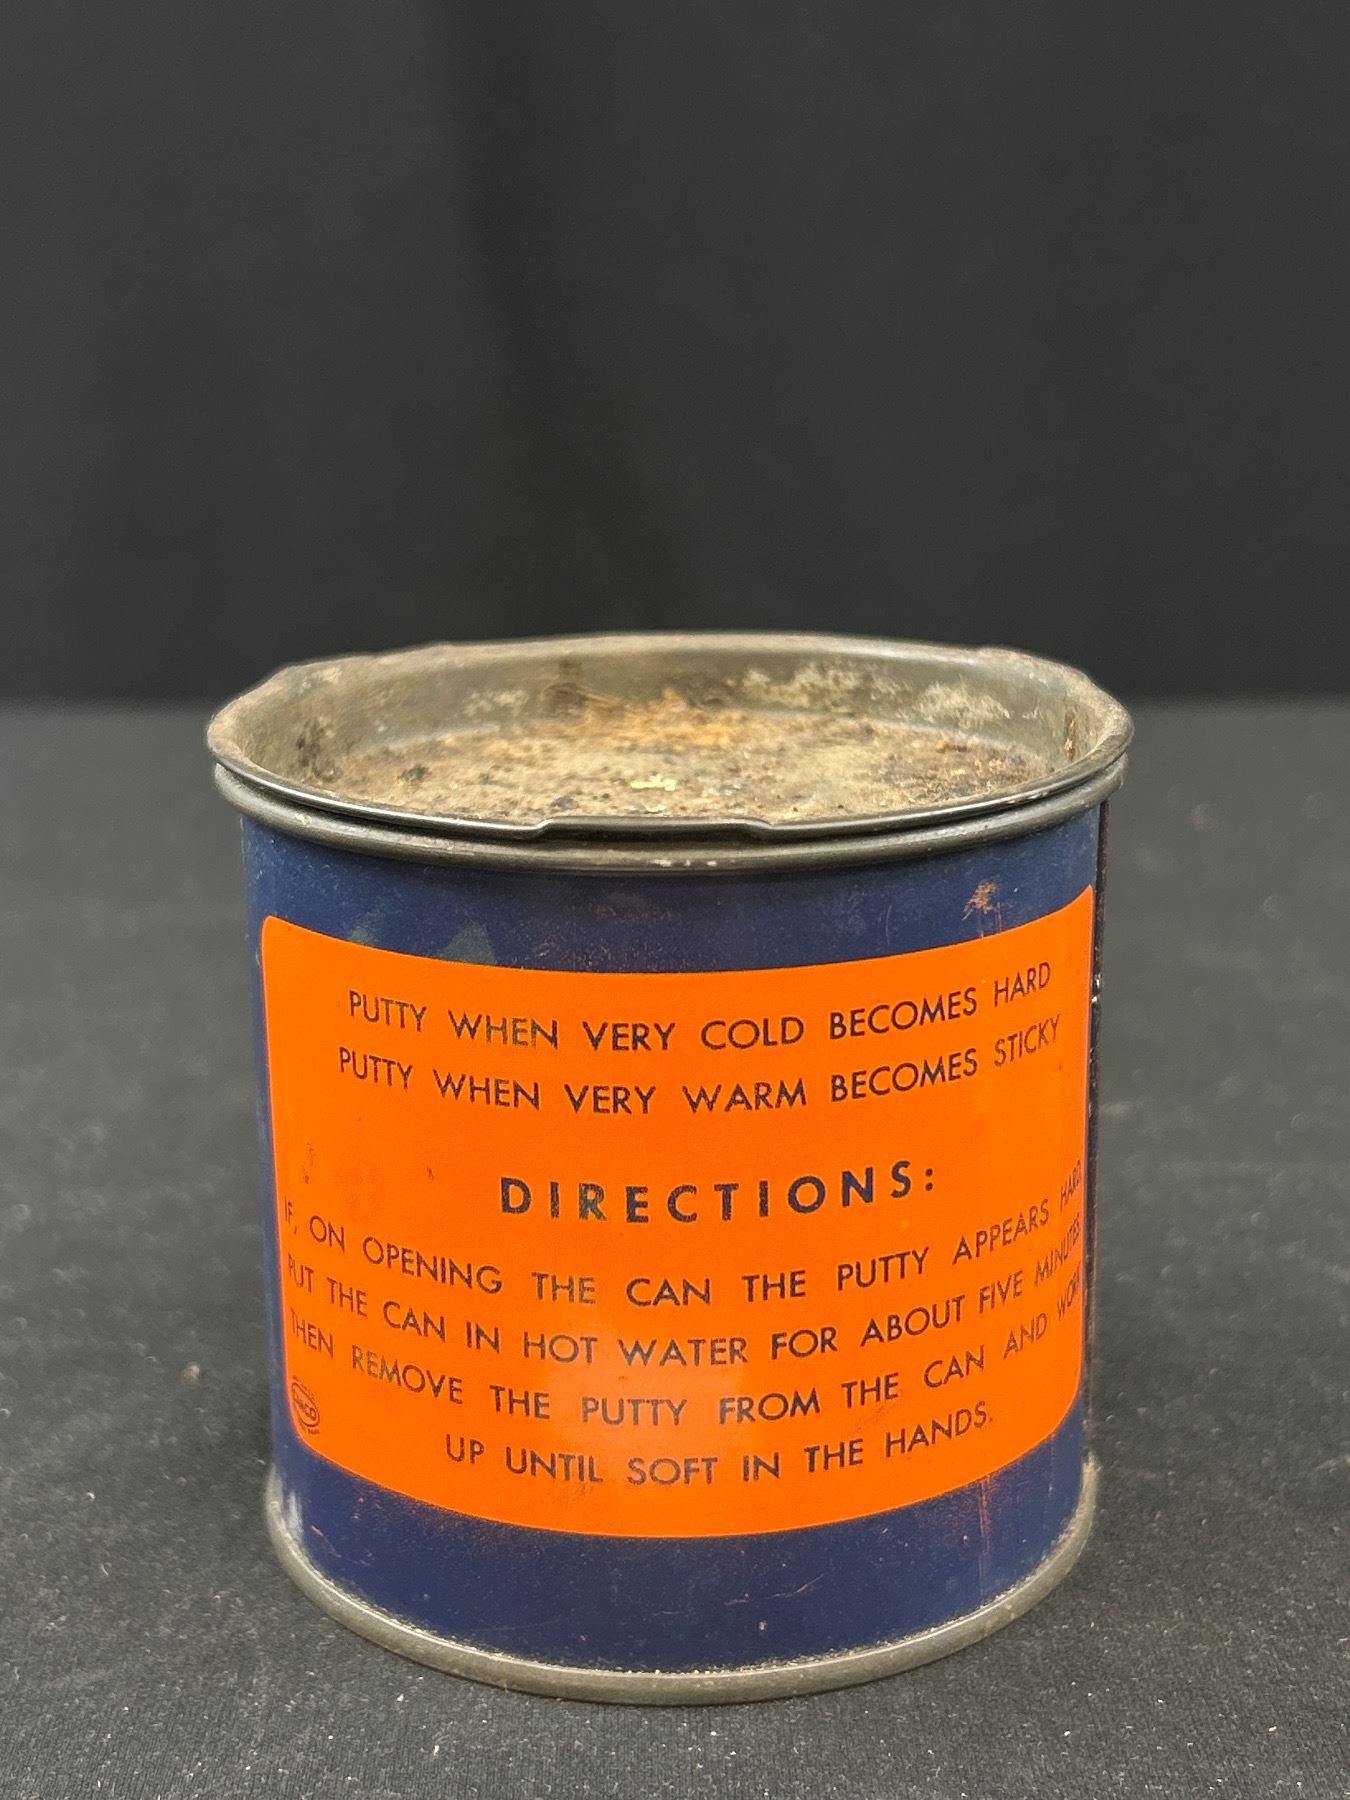 PUTTY WHEN VERY COLD BECOMES HARD
PUTTY WHEN VERY WARM BECOMES STICKY
DIRECTIONS:
IF, ON OPENING THE CAN THE PUTTY APPEARS HARD
PUT THE CAN IN HOT WATER FOR ABOUT FIVE MINUTES
THEN REMOVE THE PUTTY FROM THE CAN AND WORK
UP UNTIL SOFT IN THE HANDS.